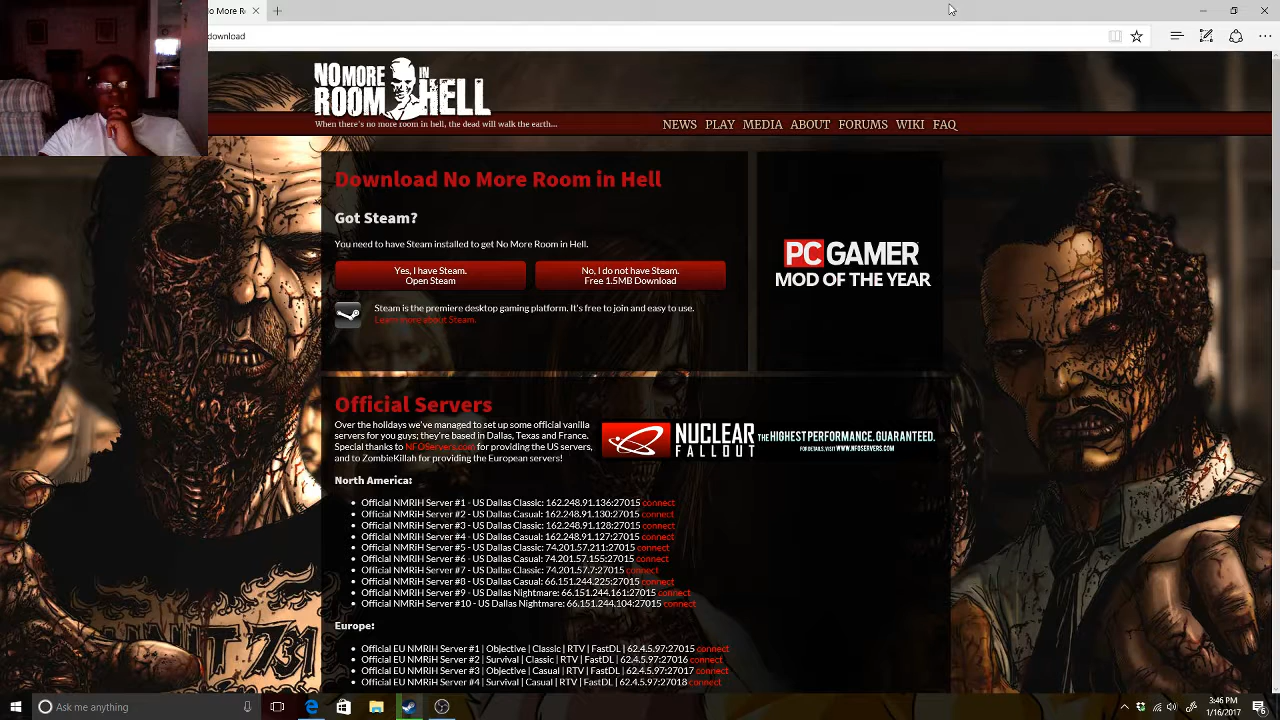 download
NO MORE ROOM IN HELL
When there's no more room in hell, the dead will walk the earth...
NEWS PLAY MEDIA ABOUT FORUMS WIKI FAQ
Download No More Room in Hell
Got Steam?
You need to have Steam installed to get No More Room in Hell.
Yes, I have Steam.
Open Steam
No, I do not have Steam.
Free 1.5MB Download
Steam is the premiere desktop gaming platform. It's free to join and easy to use.
Learn more about Steam.
PC GAMER
MOD OF THE YEAR
Official Servers
Over the holidays we've managed to set up some official vanilla
servers for you guys; they're based in Dallas, Texas and France.
Special thanks to NFOServers.com for providing the US servers,
and to ZombieKillah for providing the European servers!
NUCLEAR
FALLOUT
THE HIGHEST PERFORMANCE. GUARANTEED.
FOR DETAILS, VISIT WWW.NFOSERVERS.COM
North America:
Official NMRiH Server #1 - US Dallas Classic: 162.248.91.136:27015 connect
Official NMRiH Server #2 - US Dallas Casual: 162.248.91.130:27015 connect
Official NMRiH Server #3 - US Dallas Classic: 162.248.91.128:27015 connect
Official NMRiH Server #4 - US Dallas Casual: 162.248.91.127:27015 connect
Official NMRiH Server #5 - US Dallas Classic: 74.201.57.211:27015 connect
Official NMRiH Server #6 - US Dallas Casual: 74.201.57.155:27015 connect
Official NMRiH Server #7 - US Dallas Classic: 74.201.57.7:27015 connect
Official NMRiH Server #8 - US Dallas Casual: 66.151.244.225:27015 connect
Official NMRiH Server #9 - US Dallas Nightmare: 66.151.244.161:27015 connect
Official NMRiH Server #10 - US Dallas Nightmare: 66.151.244.104:27015 connect
Europe:
Official EU NMRiH Server #1 | Objective | Classic | RTV | FastDL | 62.4.5.97:27015 connect
Official EU NMRiH Server #2 | Survival | Classic | RTV | FastDL | 62.4.5.97:27016 connect
Official EU NMRiH Server #3 | Objective | Casual | RTV | FastDL | 62.4.5.97:27017 connect
Official EU NMRiH Server #4 | Survival | Casual | RTV | FastDL | 62.4.5.97:27018 connect
Ask me anything
3:46 PM
1/16/2017
6